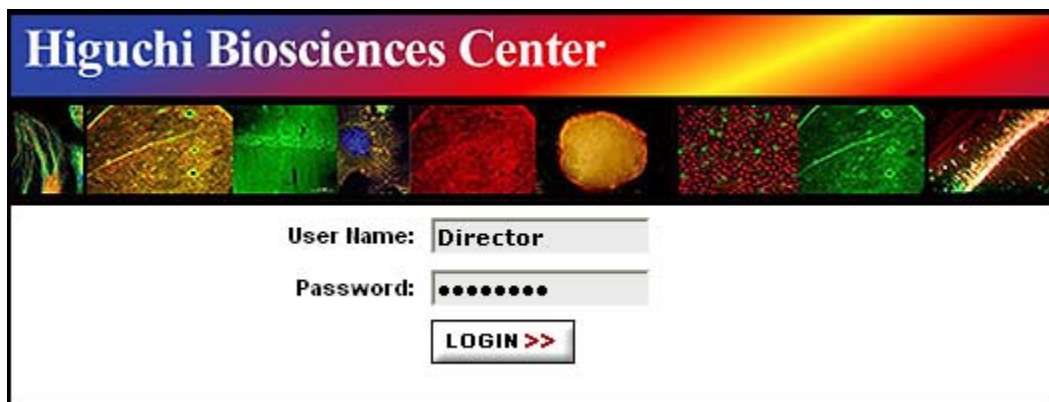 Higuchi Biosciences Center
User Name: Director
Password: ••••••••
LOGIN >>